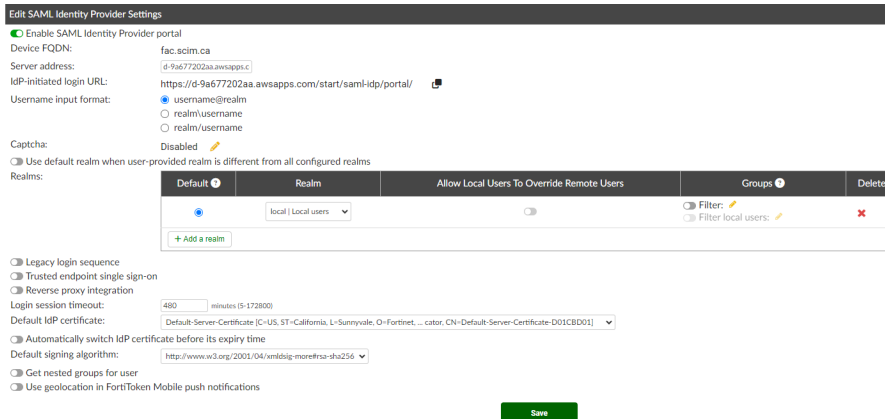 Edit SAML Identity Provider Settings
Enable SAML Identity Provider portal
Device FQDN: fac.scim.ca
Server address: d-9a677202aa.awsapps.c
IdP-initiated login URL: https://d-9a677202aa.awsapps.com/start/saml-idp/portal/
Username input format: username@realm
realm\username
realm/username
Captcha: Disabled
Use default realm when user-provided realm is different from all configured realms
Realms:
Default ? Realm Allow Local Users To Override Remote Users Groups ? Delete
local | Local users Filter:
Filter local users:
+ Add a realm
Legacy login sequence
Trusted endpoint single sign-on
Reverse proxy integration
Login session timeout: 480 minutes (5-172800)
Default IdP certificate: Default-Server-Certificate [C=US, ST=California, L=Sunnyvale, O=Fortinet, ... cator, CN=Default-Server-Certificate-D01CBD01]
Automatically switch IdP certificate before its expiry time
Default signing algorithm: http://www.w3.org/2001/04/xmldsig-more#rsa-sha256
Get nested groups for user
Use geolocation in FortiToken Mobile push notifications
Save